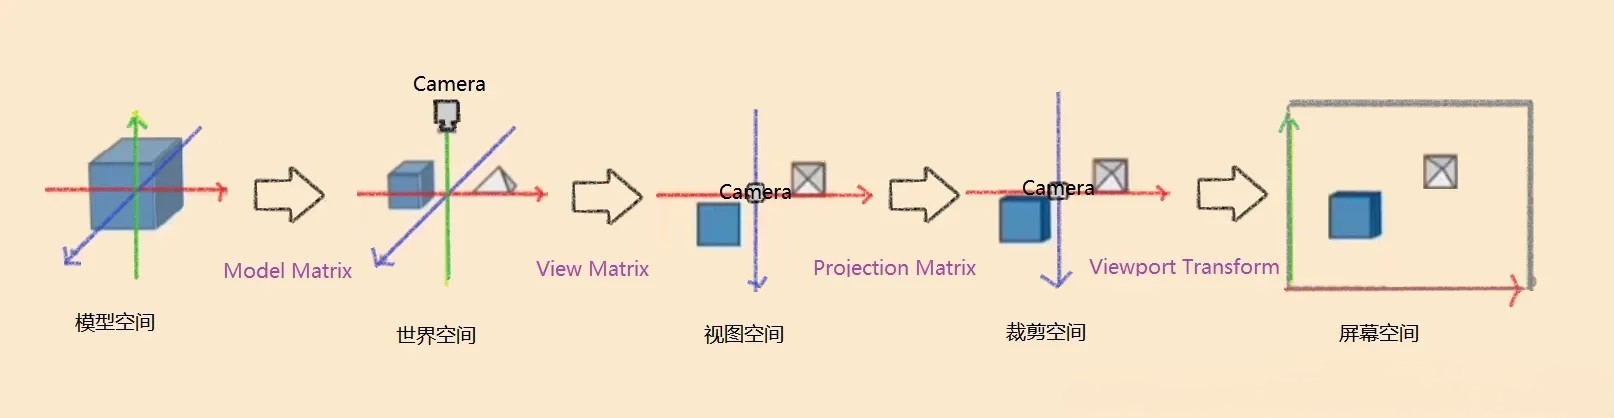 Camera
Camera
Camera
Model Matrix
View Matrix
Projection Matrix
Viewport Transform
模型空间
世界空间
视图空间
裁剪空间
屏幕空间